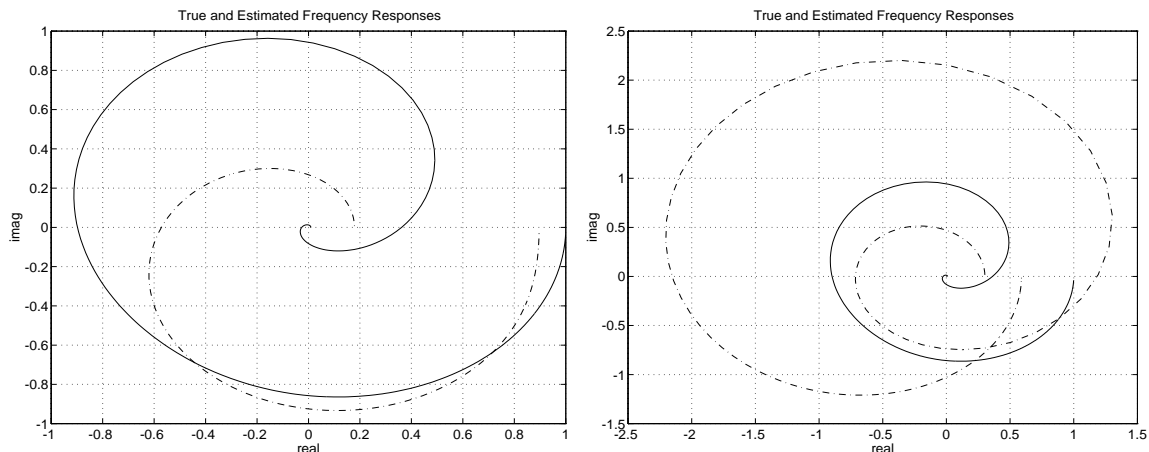 True and Estimated Frequency Responses
1
0.8
0.6
0.4
0.2
0
-0.2
-0.4
-0.6
-0.8
-1
imag
-1 -0.8 -0.6 -0.4 -0.2 0 0.2 0.4 0.6 0.8 1
real
True and Estimated Frequency Responses
2.5
2
1.5
1
0.5
0
-0.5
-1
-1.5
imag
-2.5 -2 -1.5 -1 -0.5 0 0.5 1 1.5
real